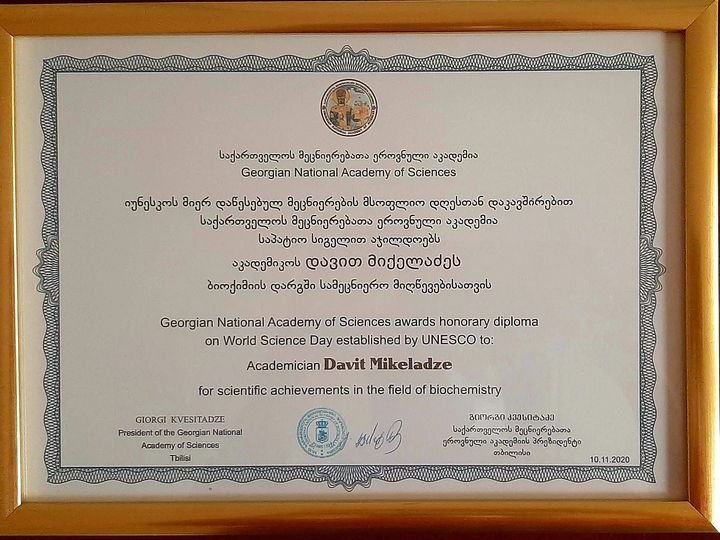 საქართველოს მეცნიერებათა ეროვნული აკადემია
Georgian National Academy of Sciences
იუნესკოს მიერ დაწესებულ მეცნიერების მსოფლიო დღესთან დაკავშირებით
საქართველოს მეცნიერებათა ეროვნული აკადემია
საპატიო სიგელით აჯილდოებს
აკადემიკოს დავით მიქელაძეს
ბიოქიმიის დარგში სამეცნიერო მიღწევებისათვის
Georgian National Academy of Sciences awards honorary diploma
on World Science Day established by UNESCO to:
Academician Davit Mikeladze
for scientific achievements in the field of biochemistry
GIORGI KVESITADZE
President of the Georgian National
Academy of Sciences
Tbilisi
გიორგი კვესიტაძე
საქართველოს მეცნიერებათა
ეროვნული აკადემიის პრეზიდენტი
თბილისი
10.11.2020